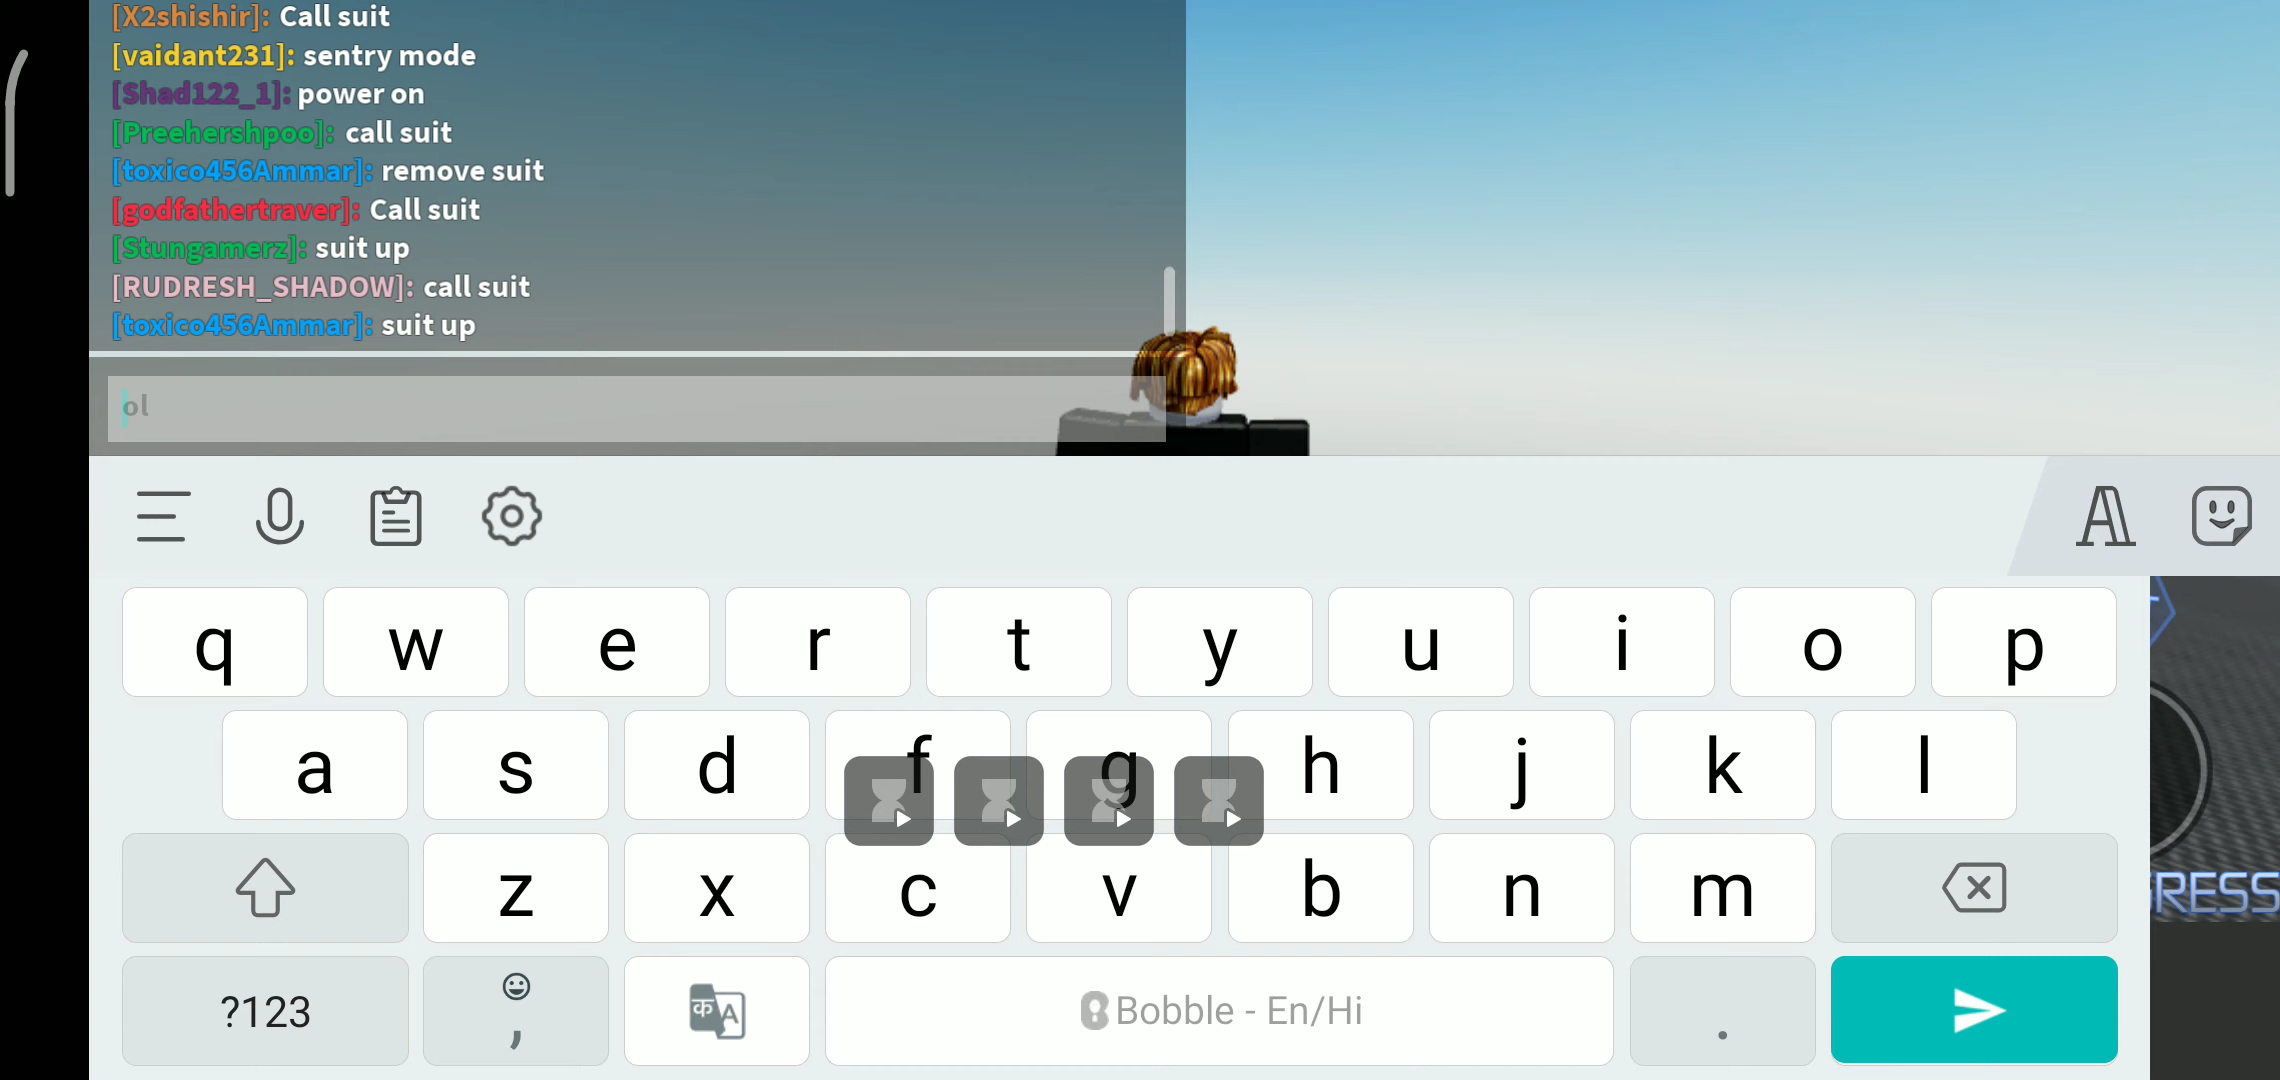 [X2shishir]: Call suit
[vaidant231]: sentry mode
[Shad122_1]: power on
[Preehershpoo]: call suit
[toxico456Ammar]: remove suit
[godfathertraver]: Call suit
[Stungamerz]: suit up
[RUDRESH_SHADOW]: call suit
[toxico456Ammar]: suit up
ol
q w e r t y u i o p
a s d f g h j k l
z x c v b n m
RESS
?123 , क A Bobble - En/Hi .